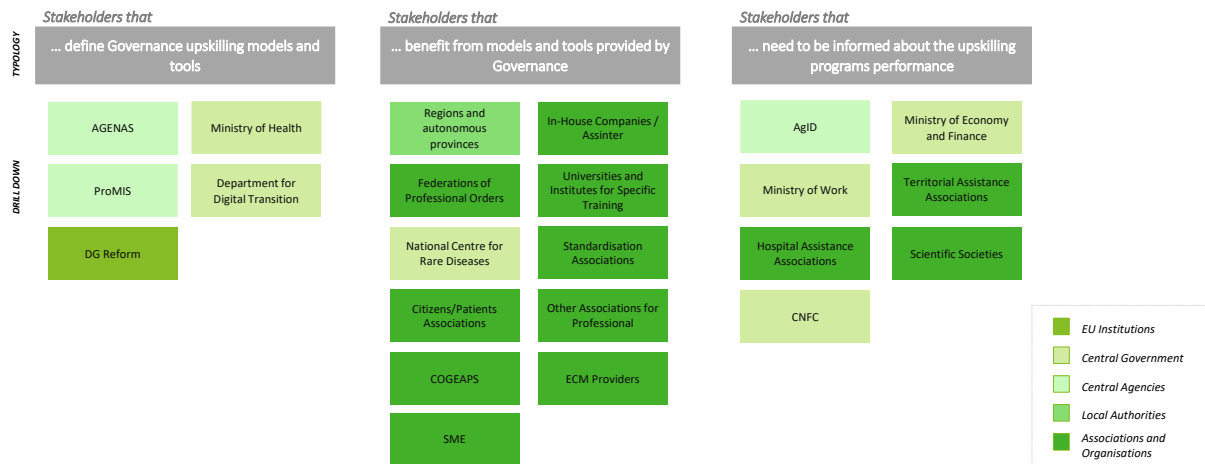 Stakeholders that
... define Governance upskilling models and
tools
Stakeholders that
... benefit from models and tools provided by
Governance
Stakeholders that
... need to be informed about the upskilling
programs performance
TYPOLOGY
DRILL DOWN
AGENAS
Ministry of Health
ProMIS
Department for
Digital Transition
DG Reform
Regions and
autonomous
provinces
In-House Companies /
Assinter
Federations of
Professional Orders
Universities and
Institutes for Specific
Training
National Centre for
Rare Diseases
Standardisation
Associations
Citizens/Patients
Associations
Other Associations for
Professional
COGEAPS
ECM Providers
SME
AgID
Ministry of Economy
and Finance
Ministry of Work
Territorial Assistance
Associations
Hospital Assistance
Associations
Scientific Societies
CNFC
EU Institutions
Central Government
Central Agencies
Local Authorities
Associations and
Organisations